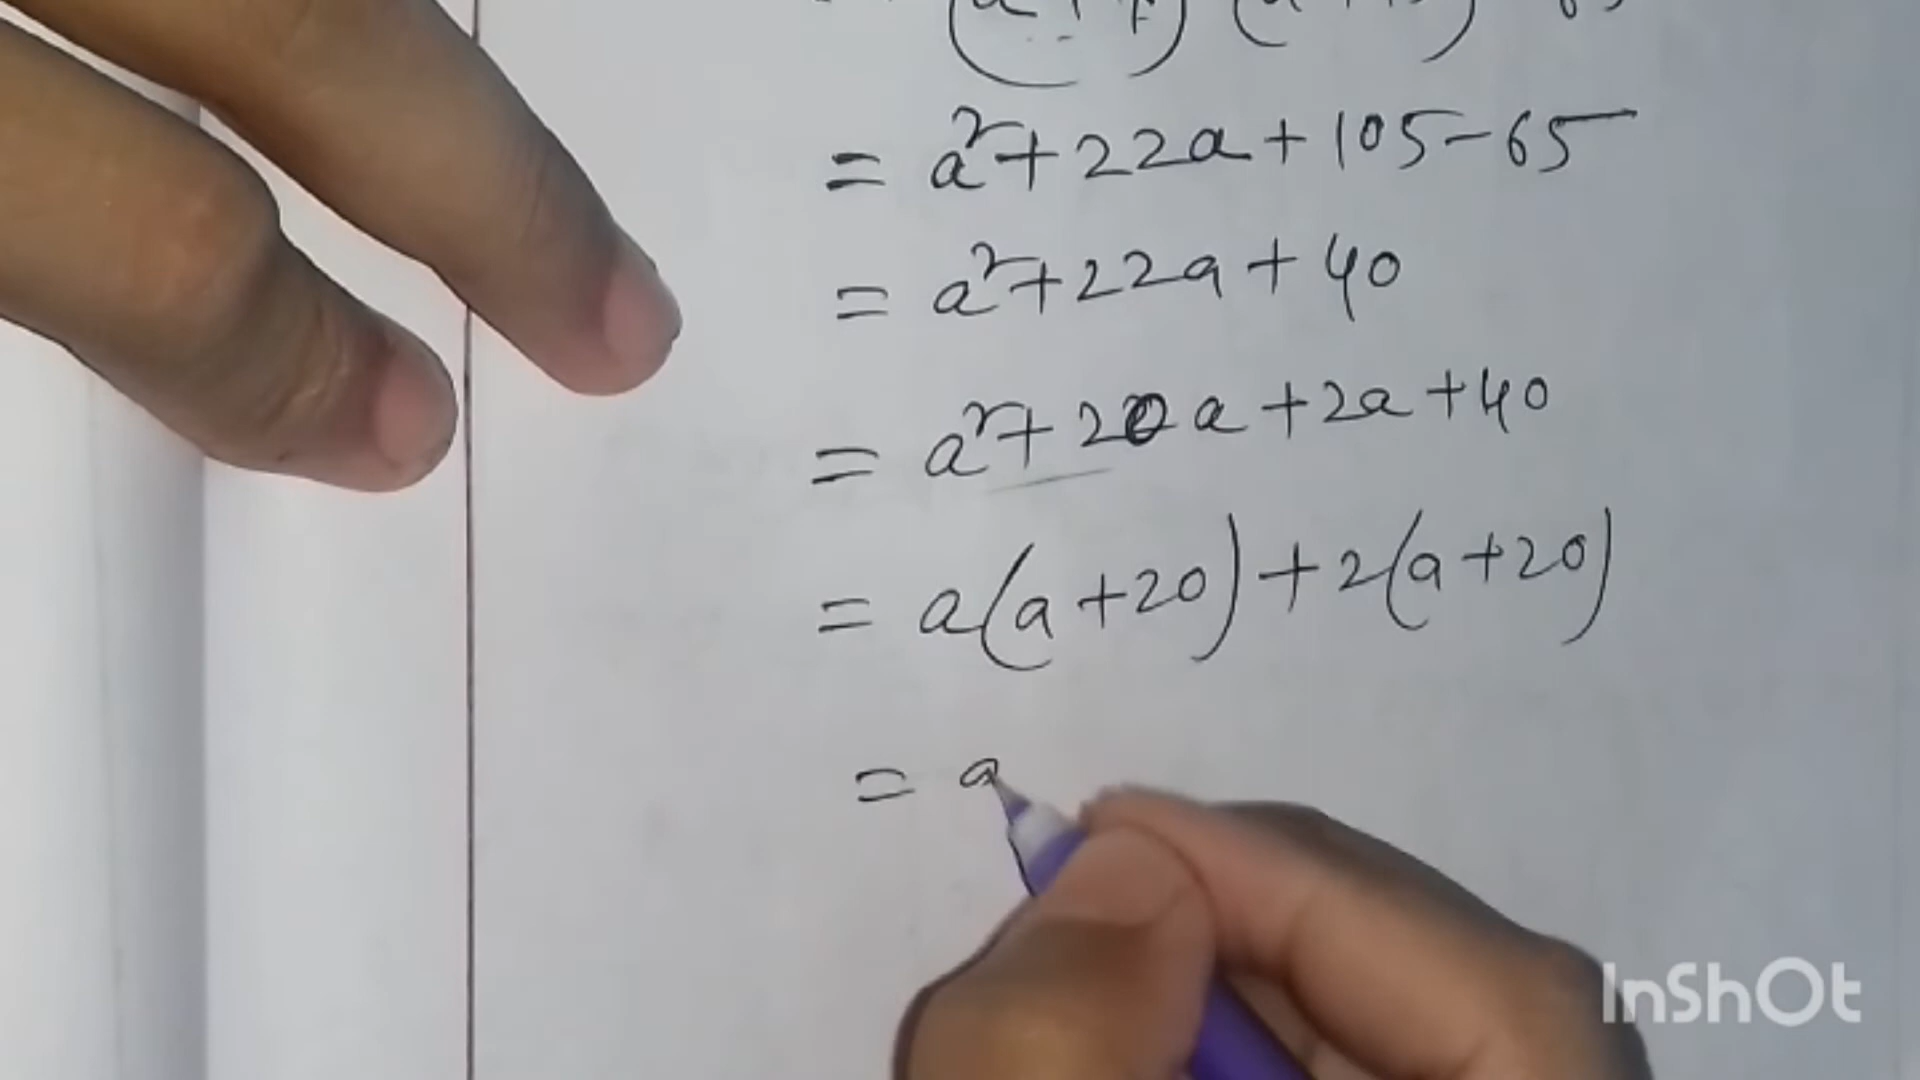 = a²+22a+105-65
= a²+22a+40
= a²+20a+2a+40
= a(a+20)+2(a+20)
= a
InShOt